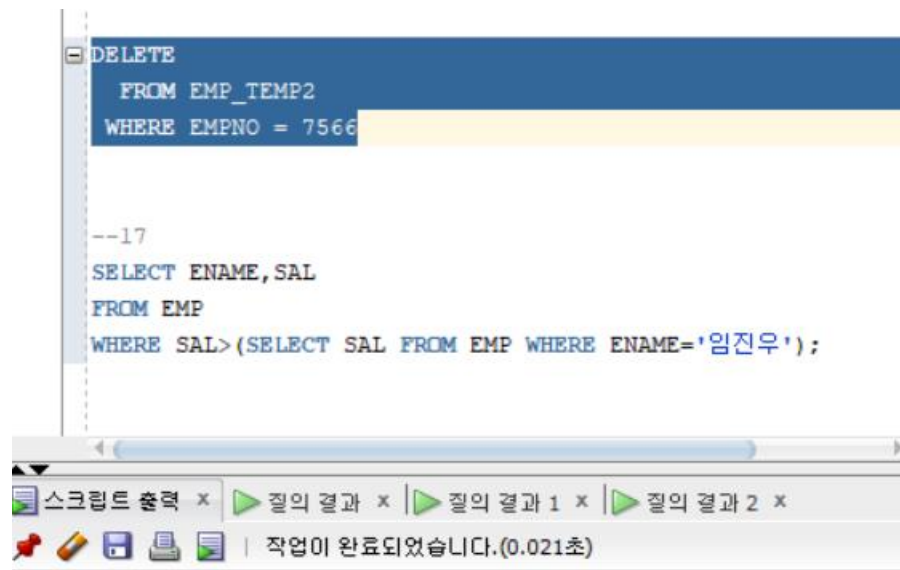 DELETE
FROM EMP_TEMP2
WHERE EMPNO = 7566
--17
SELECT ENAME,SAL
FROM EMP
WHERE SAL>(SELECT SAL FROM EMP WHERE ENAME='임진우');
스크립트 출력 × 질의 결과 × 질의 결과 1 × 질의 결과 2 ×
작업이 완료되었습니다.(0.021초)